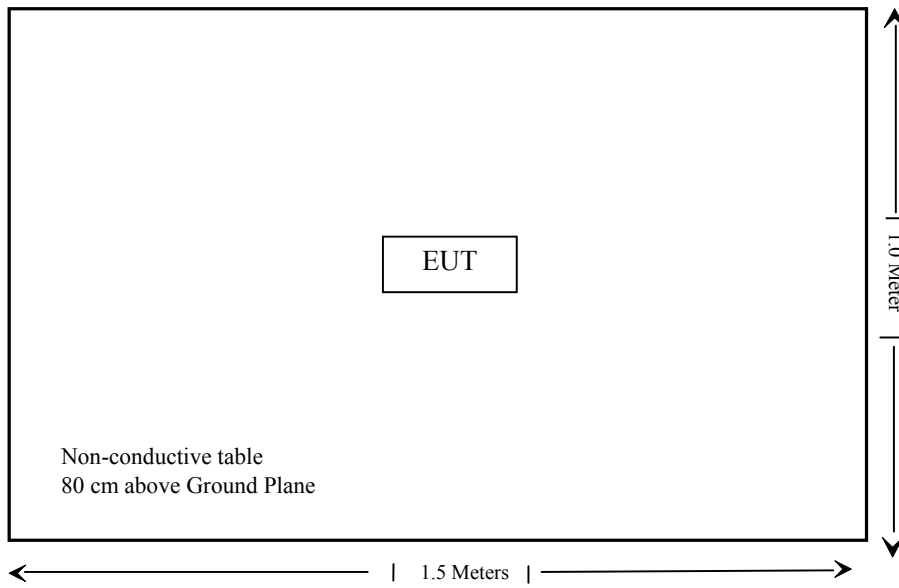 EUT
1.0 Meter
Non-conductive table
80 cm above Ground Plane
1.5 Meters